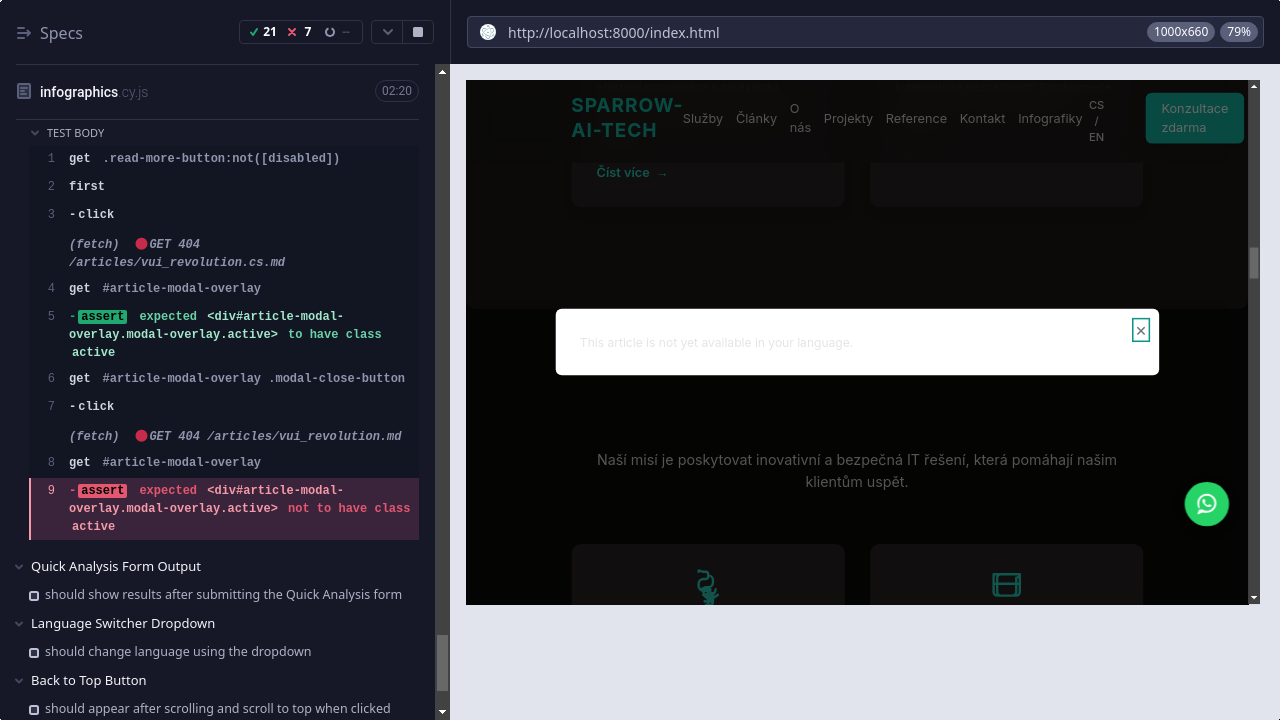 Specs
21
7
--
http://localhost:8000/index.html
1000x660
79%
infographics.cy.js
02:20
TEST BODY
1 get .read-more-button:not([disabled])
2 first
3 -click
(fetch) GET 404
/articles/vui_revolution.cs.md
4 get #article-modal-overlay
5 -assert expected <div#article-modal-
overlay.modal-overlay.active> to have class
active
6 get #article-modal-overlay .modal-close-button
7 -click
(fetch) GET 404 /articles/vui_revolution.md
8 get #article-modal-overlay
9 -assert expected <div#article-modal-
overlay.modal-overlay.active> not to have class
active
Quick Analysis Form Output
should show results after submitting the Quick Analysis form
Language Switcher Dropdown
should change language using the dropdown
Back to Top Button
should appear after scrolling and scroll to top when clicked
SPARROW-
AI-TECH
Služby
Články
O
nás
Projekty
Reference
Kontakt
Infografiky
CS
/
EN
Konzultace
zdarma
Číst více →
This article is not yet available in your language.
×
Naší misí je poskytovat inovativní a bezpečná IT řešení, která pomáhají našim
klientům uspět.